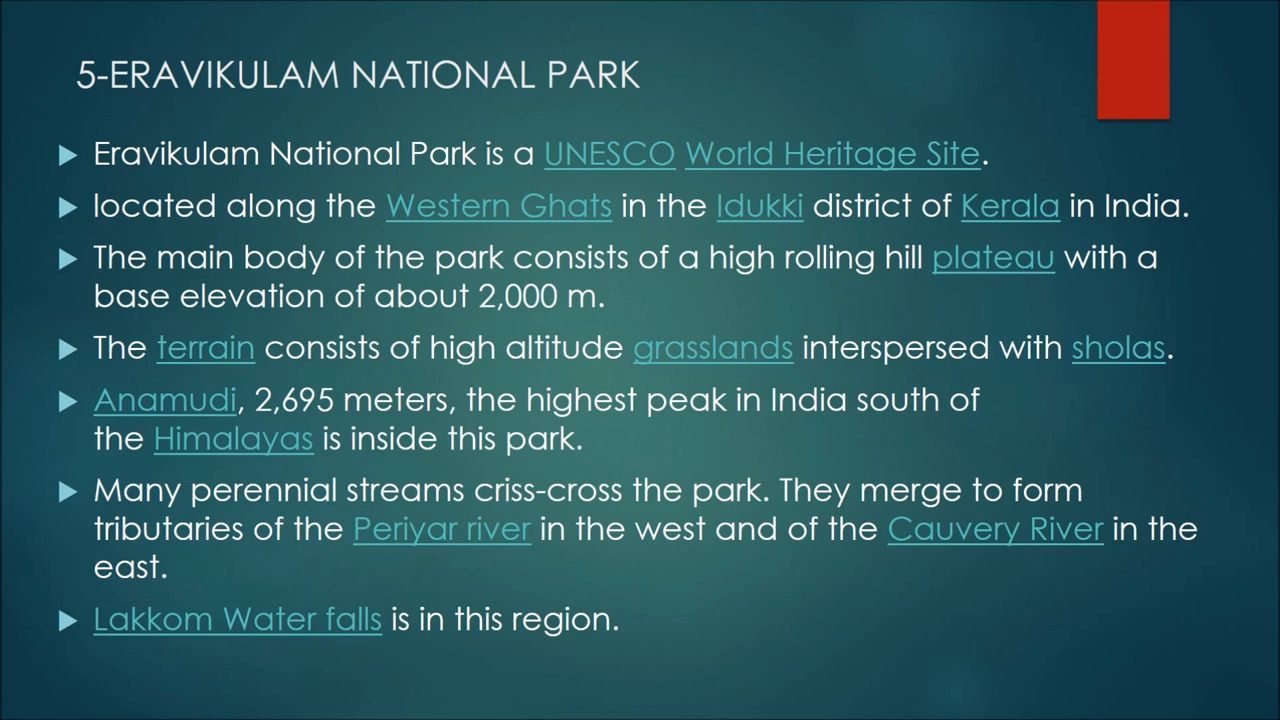 5-ERAVIKULAM NATIONAL PARK
Eravikulam National Park is a UNESCO World Heritage Site.
located along the Western Ghats in the Idukki district of Kerala in India.
The main body of the park consists of a high rolling hill plateau with a
base elevation of about 2,000 m.
The terrain consists of high altitude grasslands interspersed with sholas.
Anamudi, 2,695 meters, the highest peak in India south of
the Himalayas is inside this park.
Many perennial streams criss-cross the park. They merge to form
tributaries of the Periyar river in the west and of the Cauvery River in the
east.
Lakkom Water falls is in this region.